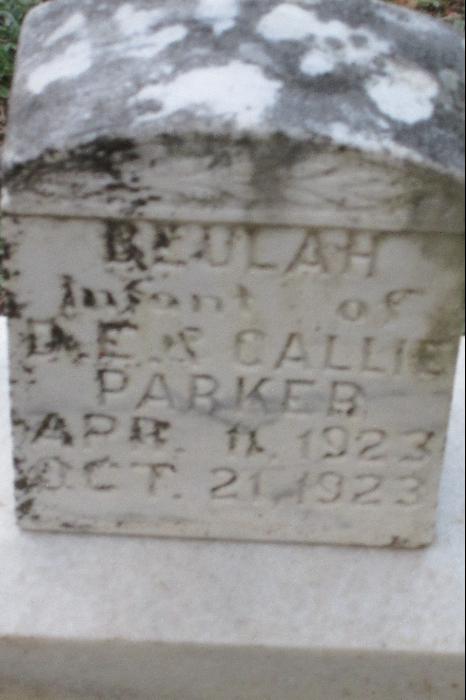 BEULAH
Infant of
D.E. & CALLIE
PARKER
APR. 11, 1923
OCT. 21, 1923